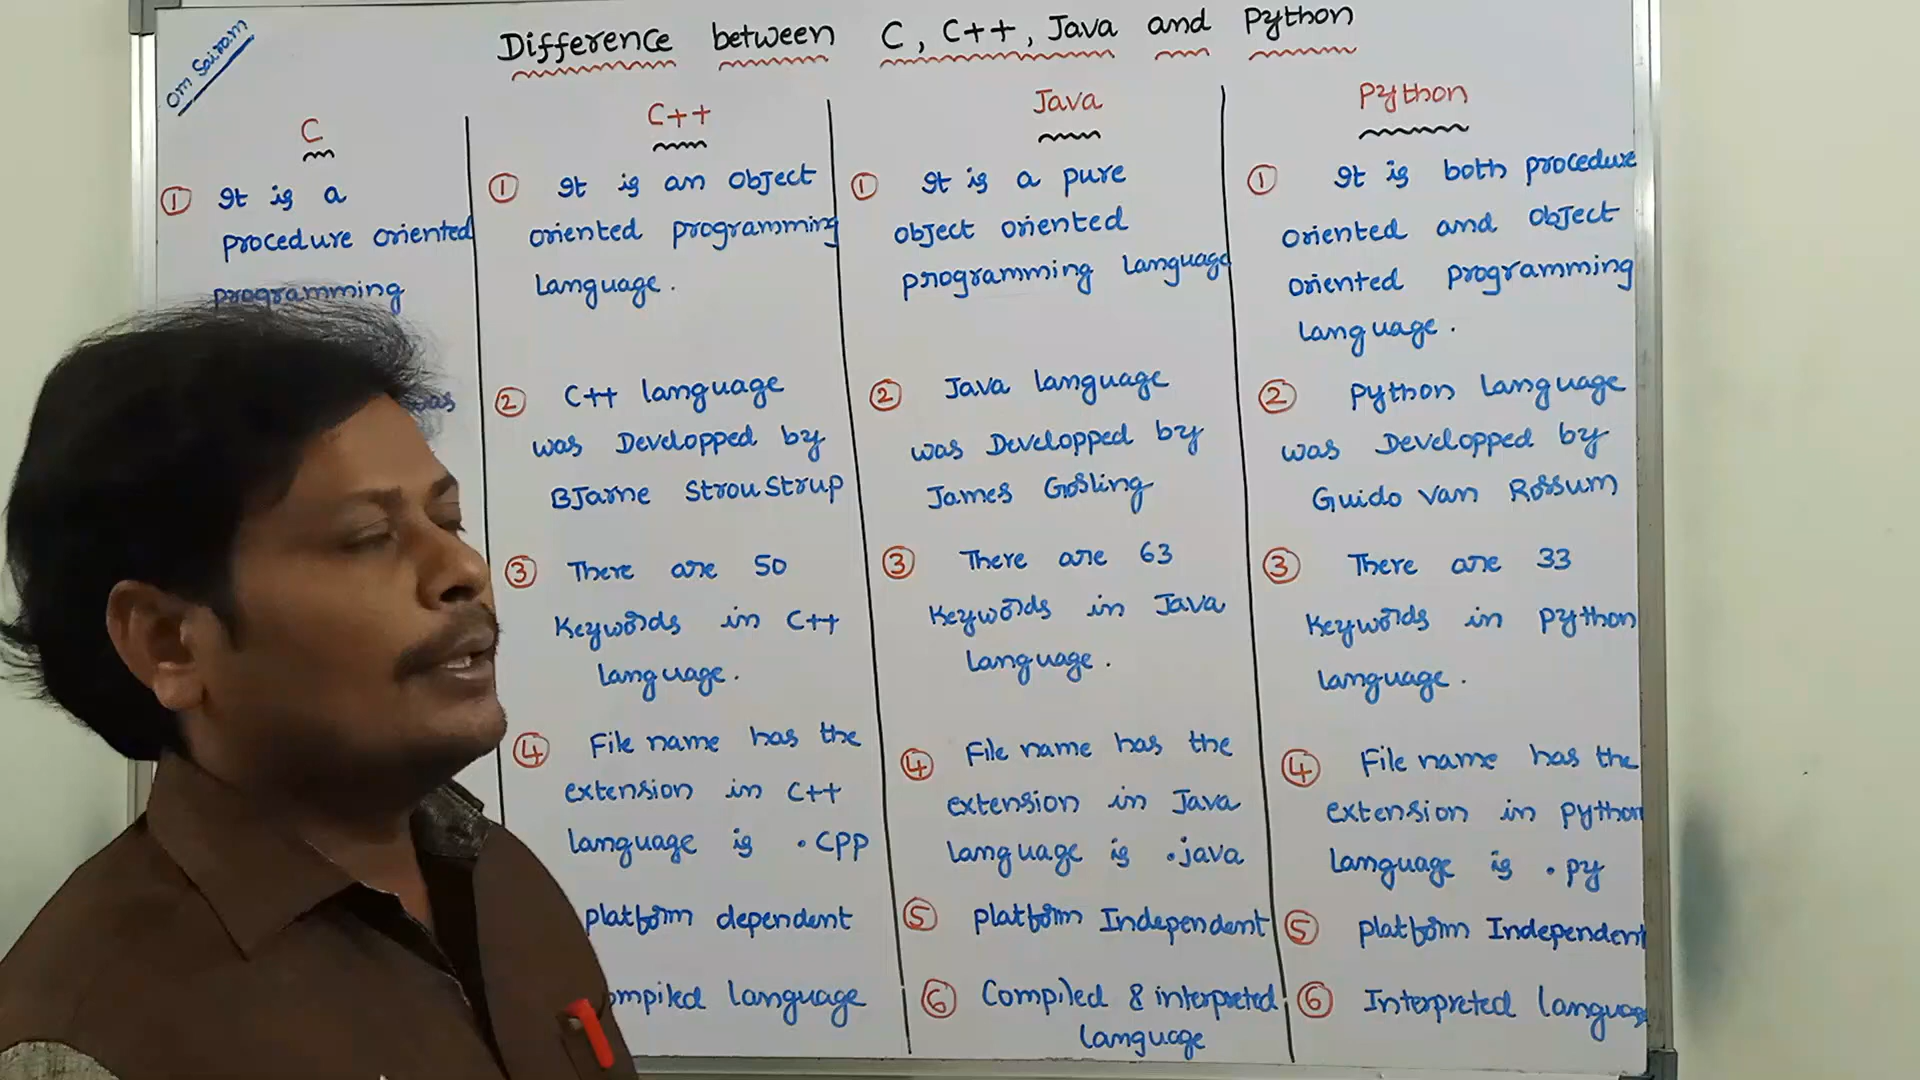 Om Sairam
Difference between C, C++, Java and Python
C
① It is a
procedure oriented
programming
was
C++
① It is an object
oriented programming
language.
② C++ language
was Developped by
BJarne StrouStrup
③ There are 50
Keywords in C++
language.
④ File name has the
extension in C++
language is .CPP
platform dependent
ompiled language
Java
① It is a pure
object oriented
programming language
② Java language
was Developped by
James Gosling
③ There are 63
Keywords in Java
language.
④ File name has the
extension in Java
language is .java
⑤ platform Independent
⑥ Compiled & interpreted
language
Python
① It is both procedure
oriented and object
oriented programming
language.
② python language
was Developped by
Guido Van Rossum
③ There are 33
Keywords in python
language.
④ File name has the
extension in python
language is .py
⑤ platform Independent
⑥ Interpreted language